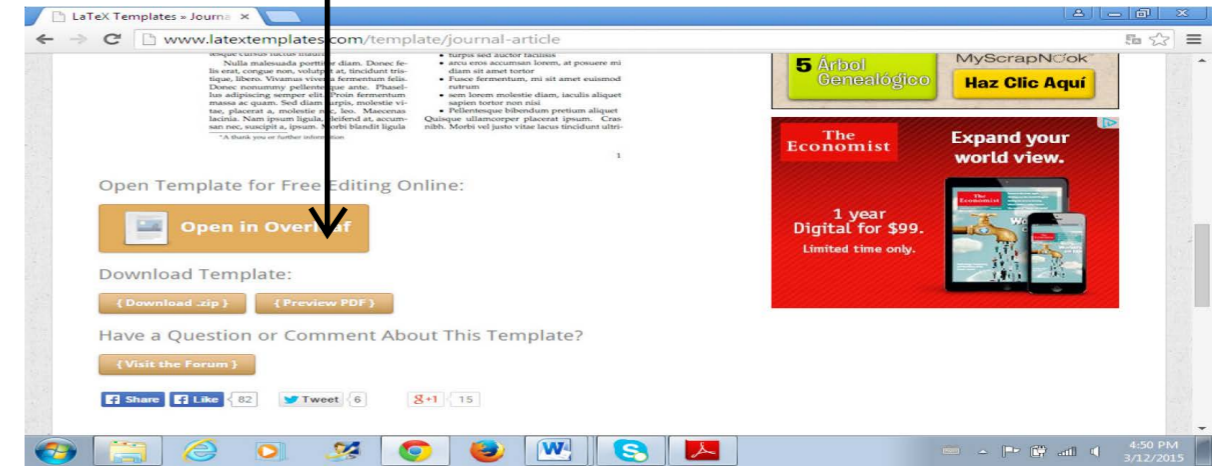 LaTeX Templates » Journa
www.latextemplates.com/template/journal-article
Nulla malesuada porttitor diam. Donec fe-
lis erat, congue non, volutpat at, tincidunt tris-
tique, libero. Vivamus viverra fermentum felis.
Donec nonummy pellentesque ante. Phasel-
lus adipiscing semper elit. Proin fermentum
massa ac quam. Sed diam turpis, molestie vi-
tae, placerat a, molestie nec, leo. Maecenas
lacinia. Nam ipsum ligula, eleifend at, accum-
san nec, suscipit a, ipsum. Morbi blandit ligula
*A thank you or further information
• turpis sed auctor facilisis
• arcu eros accumsan lorem, at posuere mi
diam sit amet tortor
• Fusce fermentum, mi sit amet euismod
rutrum
• sem lorem molestie diam, iaculis aliquet
sapien tortor non nisi
• Pellentesque bibendum pretium aliquet
Quisque ullamcorper placerat ipsum. Cras
nibh. Morbi vel justo vitae lacus tincidunt ultri-
1
Open Template for Free Editing Online:
Open in Overleaf
Download Template:
{ Download .zip }
{ Preview PDF }
Have a Question or Comment About This Template?
{ Visit the Forum }
Share
Like
82
Tweet
6
+1
15
5 Árbol
Genealógico
MyScrapNook
Haz Clic Aquí
The
Economist
Expand your
world view.
1 year
Digital for $99.
Limited time only.
4:50 PM
3/12/2015